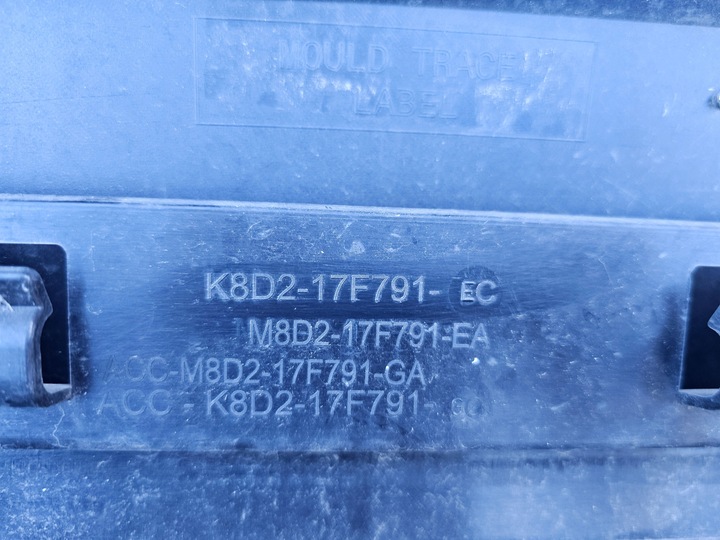 MOULD TRACE
LABEL
K8D2-17F791- EC
M8D2-17F791-EA
ACC-M8D2-17F791-GA
ACC - K8D2-17F791-